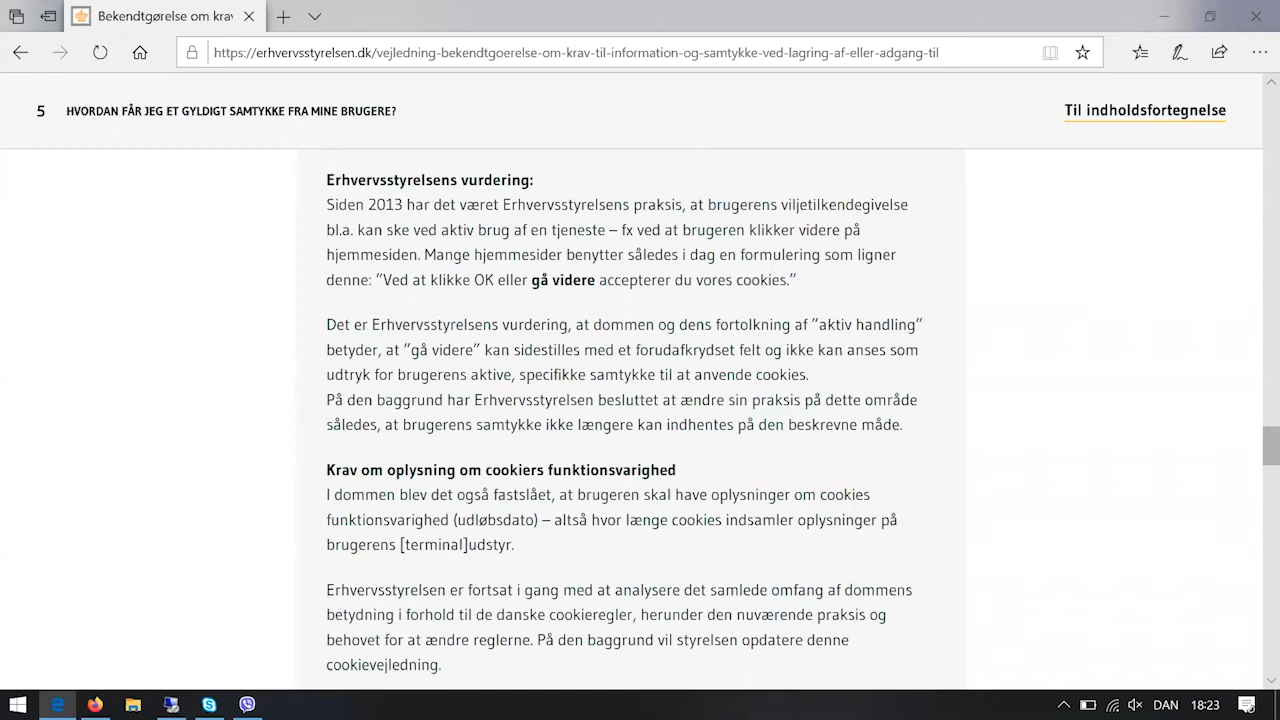 Bekendtgørelse om krav
https://erhvervsstyrelsen.dk/vejledning-bekendtgoerelse-om-krav-til-information-og-samtykke-ved-lagring-af-eller-adgang-til
5 HVORDAN FÅR JEG ET GYLDIGT SAMTYKKE FRA MINE BRUGERE?
Til indholdsfortegnelse
Erhvervsstyrelsens vurdering:
Siden 2013 har det været Erhvervsstyrelsens praksis, at brugerens viljetilkendegivelse
bl.a. kan ske ved aktiv brug af en tjeneste – fx ved at brugeren klikker videre på
hjemmesiden. Mange hjemmesider benytter således i dag en formulering som ligner
denne: ”Ved at klikke OK eller gå videre accepterer du vores cookies.”
Det er Erhvervsstyrelsens vurdering, at dommen og dens fortolkning af ”aktiv handling”
betyder, at ”gå videre” kan sidestilles med et forudafkrydset felt og ikke kan anses som
udtryk for brugerens aktive, specifikke samtykke til at anvende cookies.
På den baggrund har Erhvervsstyrelsen besluttet at ændre sin praksis på dette område
således, at brugerens samtykke ikke længere kan indhentes på den beskrevne måde.
Krav om oplysning om cookiers funktionsvarighed
I dommen blev det også fastslået, at brugeren skal have oplysninger om cookies
funktionsvarighed (udløbsdato) – altså hvor længe cookies indsamler oplysninger på
brugerens [terminal]udstyr.
Erhvervsstyrelsen er fortsat i gang med at analysere det samlede omfang af dommens
betydning i forhold til de danske cookieregler, herunder den nuværende praksis og
behovet for at ændre reglerne. På den baggrund vil styrelsen opdatere denne
cookievejledning.
DAN 18:23